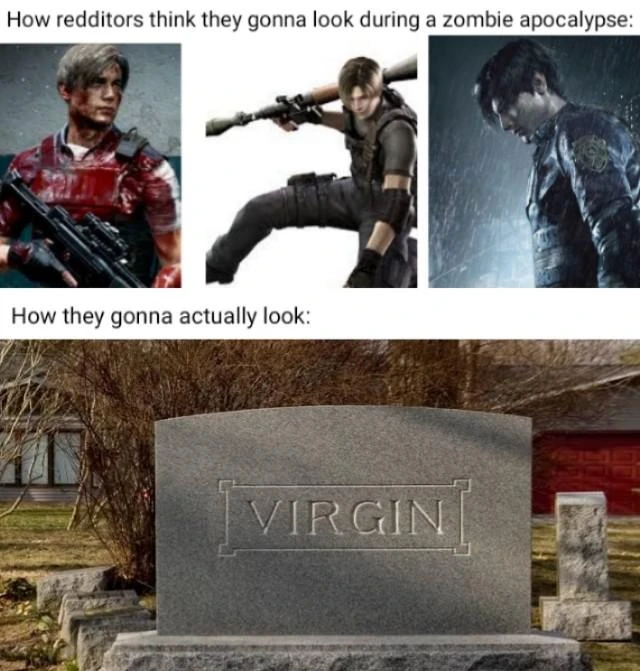 How redditors think they gonna look during a zombie apocalypse:
How they gonna actually look:
VIRGIN